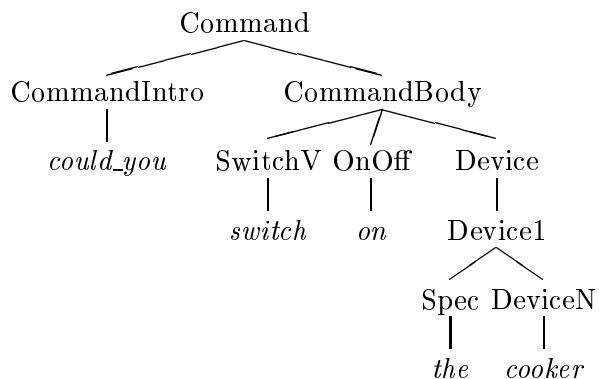 Command
CommandIntro CommandBody
could_you SwitchV OnOff Device
switch on Device1
Spec DeviceN
the cooker